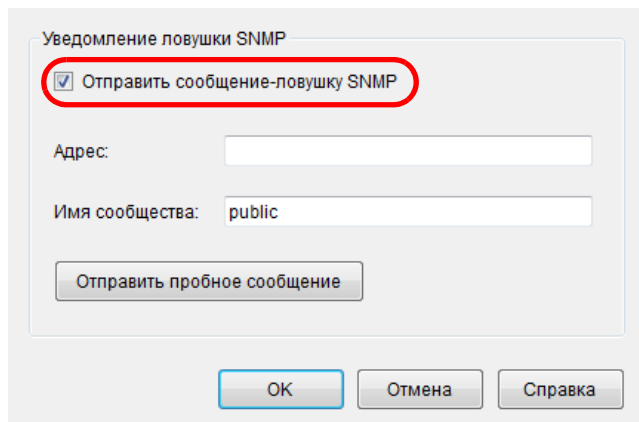 Уведомление ловушки SNMP
Отправить сообщение-ловушку SNMP
Адрес:
Имя сообщества: public
Отправить пробное сообщение
OK Отмена Справка